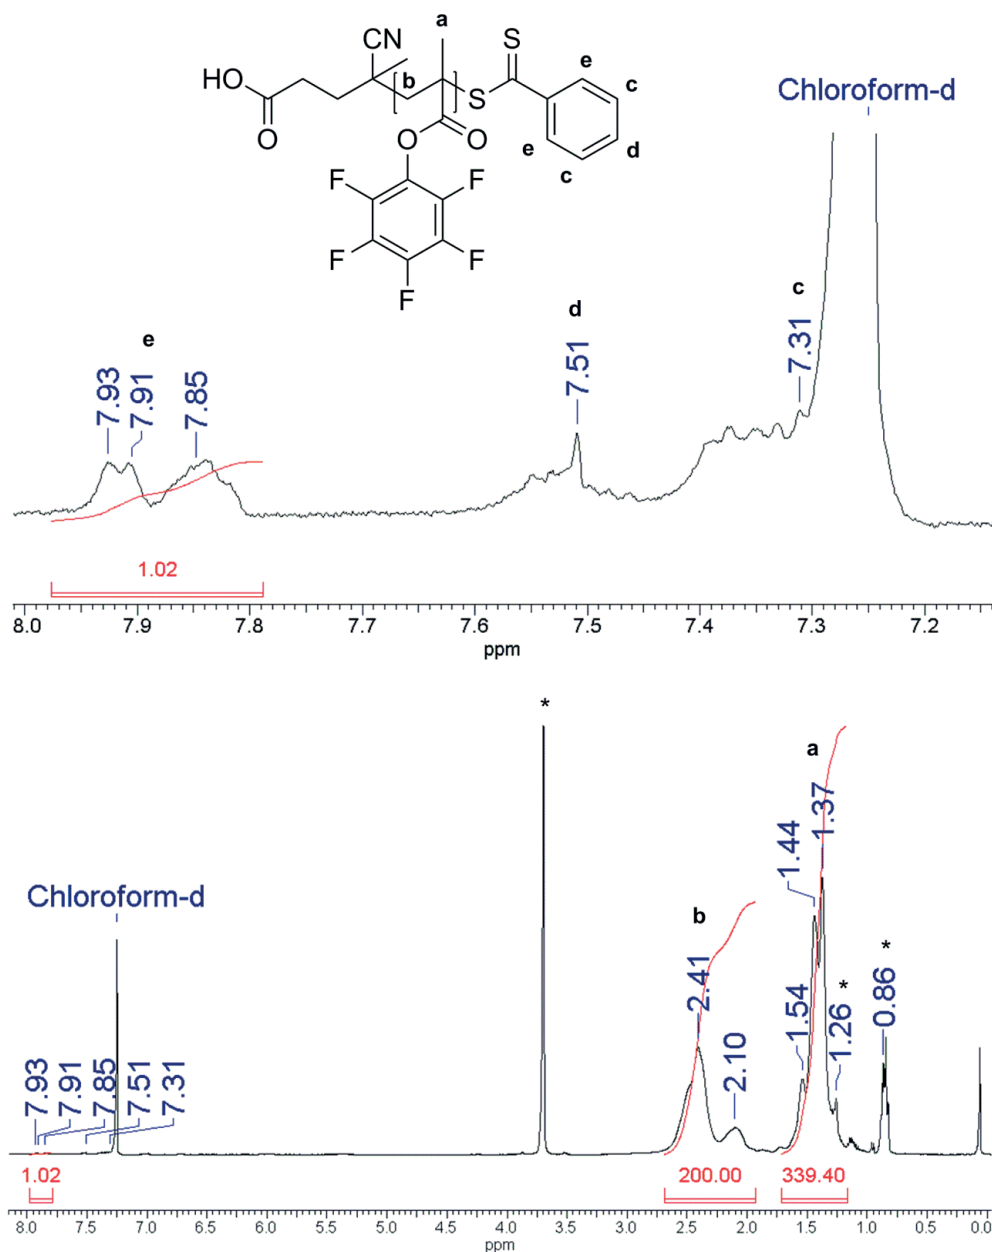 a
CN
S
HO
b
e
c
S
O
O
O
e
d
c
F
F
F
F
F
Chloroform-d
e
d
c
7.93
7.91
7.85
7.51
7.31
1.02
8.0 7.9 7.8 7.7 7.6 7.5 7.4 7.3 7.2
ppm
*
a
Chloroform-d
b
*
*
7.93
7.91
7.85
7.51
7.31
2.41
2.10
1.54
1.44
1.37
1.26
0.86
1.02
200.00
339.40
8.0 7.5 7.0 6.5 6.0 5.5 5.0 4.5 4.0 3.5 3.0 2.5 2.0 1.5 1.0 0.5 0.0
ppm